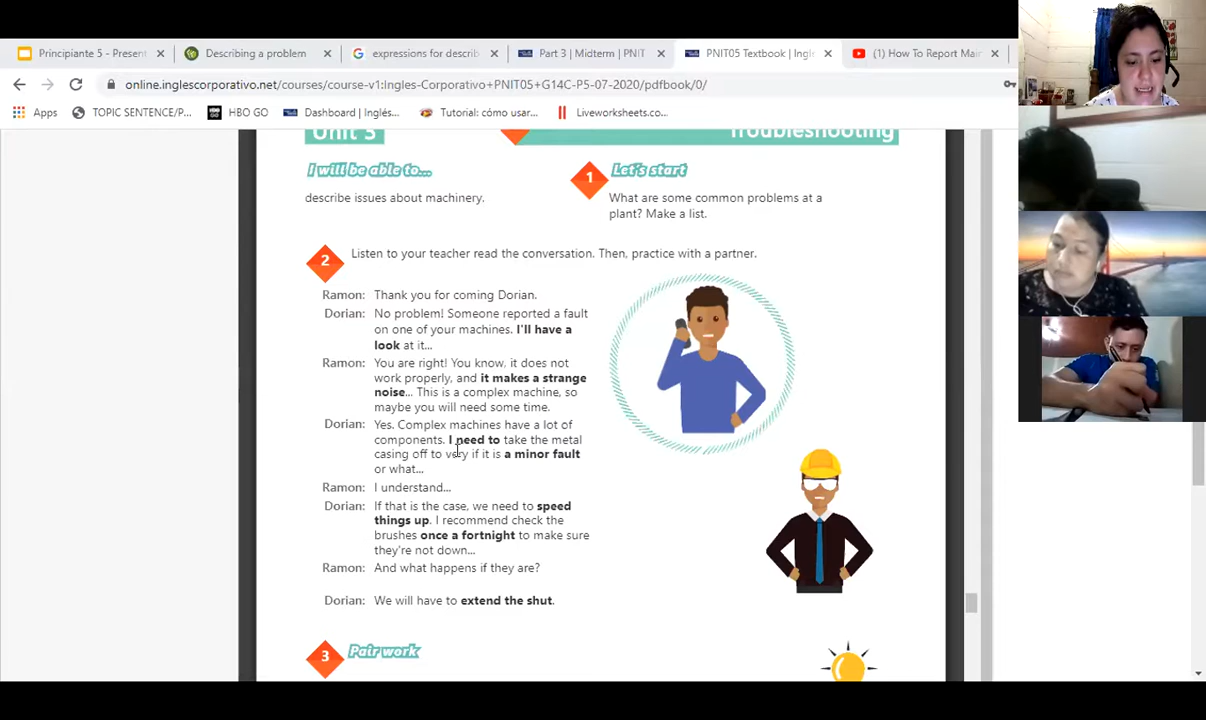 Principiante 5 - Present
Describing a problem
expressions for describ
Part 3 | Midterm | PNIT
PNIT05 Textbook | Ingle
(1) How To Report Mair
online.inglescorporativo.net/courses/course-v1:Ingles-Corporativo+PNIT05+G14C-P5-07-2020/pdfbook/0/
Apps
TOPIC SENTENCE/P...
HBO GO
Dashboard | Inglés...
Tutorial: cómo usar...
Liveworksheets.co...
Unit 3
Troubleshooting
I will be able to...
1
Let's start
describe issues about machinery.
What are some common problems at a
plant? Make a list.
2
Listen to your teacher read the conversation. Then, practice with a partner.
Ramon: Thank you for coming Dorian.
Dorian: No problem! Someone reported a fault
on one of your machines. I'll have a
look at it...
Ramon: You are right! You know, it does not
work properly, and it makes a strange
noise... This is a complex machine, so
maybe you will need some time.
Dorian: Yes. Complex machines have a lot of
components. I need to take the metal
casing off to very if it is a minor fault
or what...
Ramon: I understand...
Dorian: If that is the case, we need to speed
things up. I recommend check the
brushes once a fortnight to make sure
they're not down...
Ramon: And what happens if they are?
Dorian: We will have to extend the shut.
3
Pair work